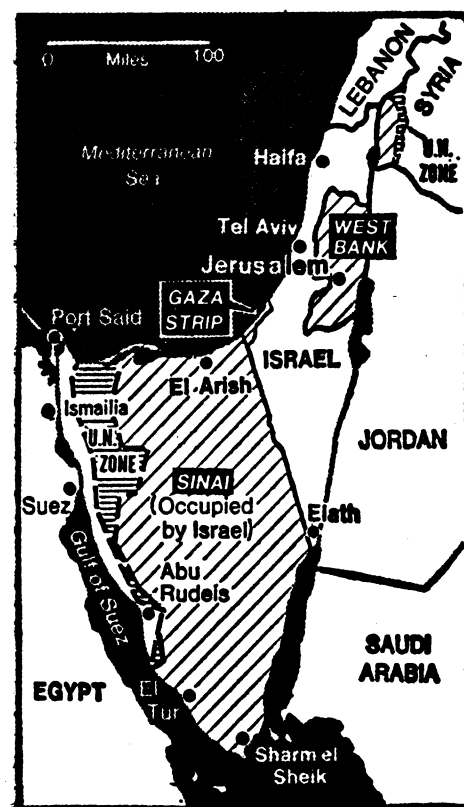 0 100
Miles
LEBANON
SYRIA
Mediterranean
Sea
Haifa
U.N.
ZONE
Tel Aviv
WEST
BANK
Jerusalem
GAZA
STRIP
Port Said
ISRAEL
El Arish
Ismailia
U.N.
ZONE
JORDAN
SINAI
(Occupied
by Israel)
Suez
Elath
Gulf of Suez
Abu
Rudeis
SAUDI
ARABIA
EGYPT
El
Tur
Sharm el
Sheik